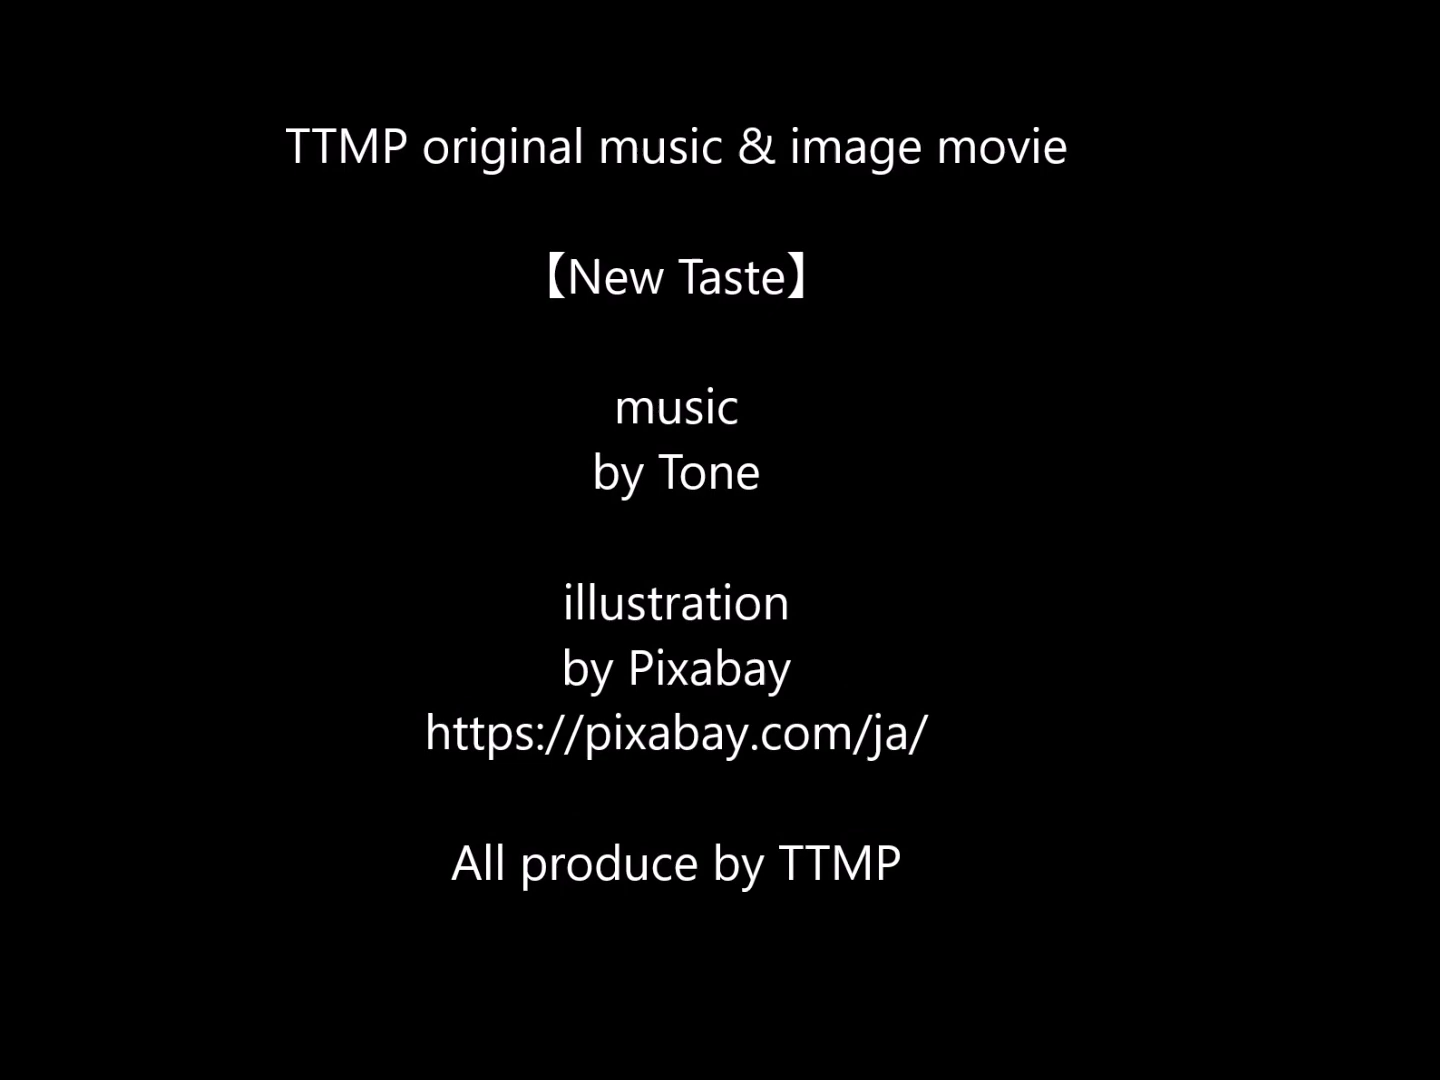 TTMP original music & image movie
【New Taste】
music
by Tone
illustration
by Pixabay
https://pixabay.com/ja/
All produce by TTMP